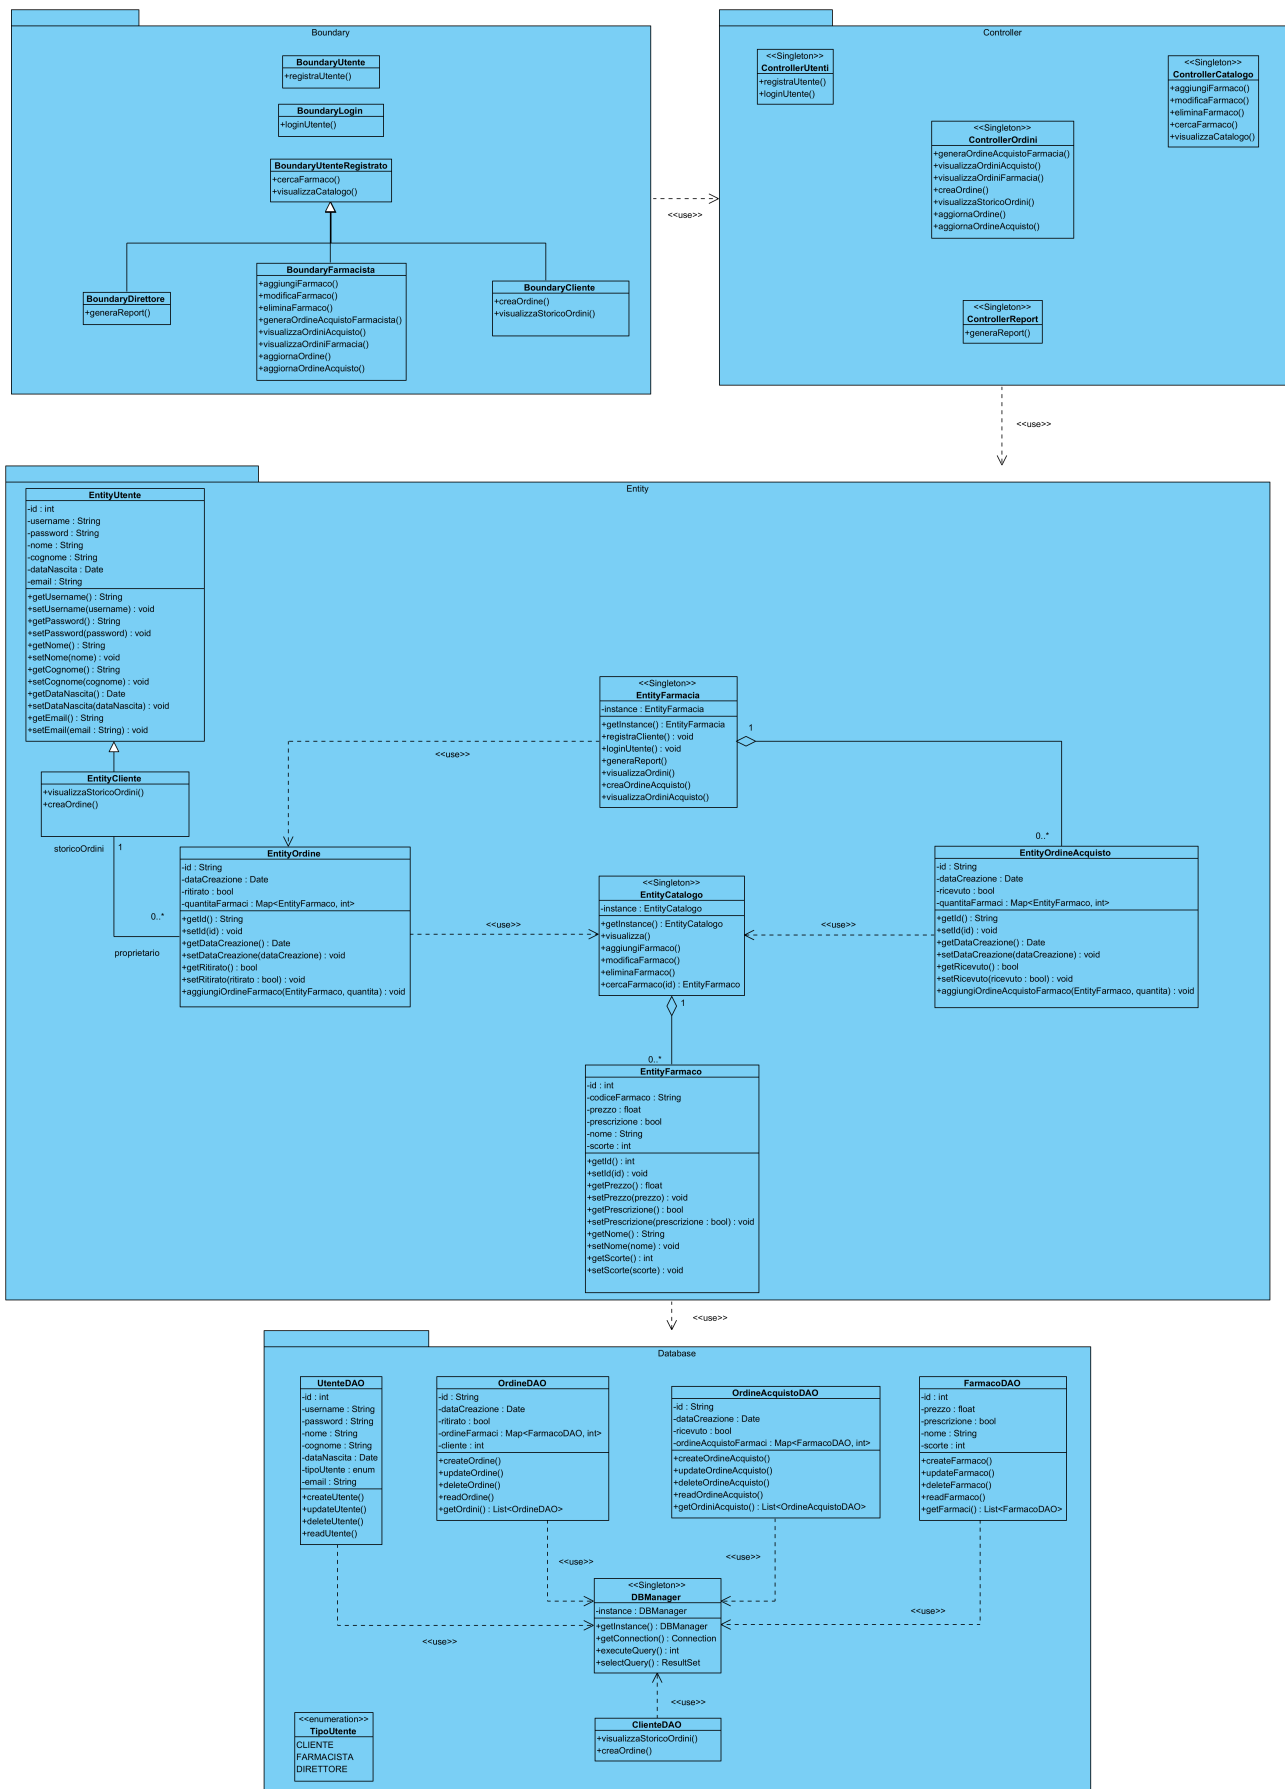 Boundary
BoundaryUtente
+registraUtente()
BoundaryLogin
+loginUtente()
BoundaryUtenteRegistrato
+cercaFarmaco()
+visualizzaCatalogo()
BoundaryDirettore
+generaReport()
BoundaryFarmacista
+aggiungiFarmaco()
+modificaFarmaco()
+eliminaFarmaco()
+generaOrdineAcquistoFarmacista()
+visualizzaOrdiniAcquisto()
+visualizzaOrdiniFarmacia()
+aggiornaOrdine()
+aggiornaOrdineAcquisto()
BoundaryCliente
+creaOrdine()
+visualizzaStoricoOrdini()
<<use>>
Controller
<<Singleton>>
ControllerUtenti
+registraUtente()
+loginUtente()
<<Singleton>>
ControllerCatalogo
+aggiungiFarmaco()
+modificaFarmaco()
+eliminaFarmaco()
+cercaFarmaco()
+visualizzaCatalogo()
<<Singleton>>
ControllerOrdini
+generaOrdineAcquistoFarmacia()
+visualizzaOrdiniAcquisto()
+visualizzaOrdiniFarmacia()
+creaOrdine()
+visualizzaStoricoOrdini()
+aggiornaOrdine()
+aggiornaOrdineAcquisto()
<<Singleton>>
ControllerReport
+generaReport()
<<use>>
Entity
EntityUtente
-id : int
-username : String
-password : String
-nome : String
-cognome : String
-dataNascita : Date
-email : String
+getUsername() : String
+setUsername(username) : void
+getPassword() : String
+setPassword(password) : void
+getNome() : String
+setNome(nome) : void
+getCognome() : String
+setCognome(cognome) : void
+getDataNascita() : Date
+setDataNascita(dataNascita) : void
+getEmail() : String
+setEmail(email : String) : void
EntityCliente
+visualizzaStoricoOrdini()
+creaOrdine()
storicoOrdini
1
0..*
proprietario
<<Singleton>>
EntityFarmacia
-instance : EntityFarmacia
+getInstance() : EntityFarmacia
+registraCliente() : void
+loginUtente() : void
+generaReport()
+visualizzaOrdini()
+creaOrdineAcquisto()
+visualizzaOrdiniAcquisto()
<<use>>
1
0..*
EntityOrdine
-id : String
-dataCreazione : Date
-ritirato : bool
-quantitaFarmaci : Map<EntityFarmaco, int>
+getId() : String
+setId(id) : void
+getDataCreazione() : Date
+setDataCreazione(dataCreazione) : void
+getRitirato() : bool
+setRitirato(ritirato : bool) : void
+aggiungiOrdineFarmaco(EntityFarmaco, quantita) : void
<<use>>
<<Singleton>>
EntityCatalogo
-instance : EntityCatalogo
+getInstance() : EntityCatalogo
+visualizza()
+aggiungiFarmaco()
+modificaFarmaco()
+eliminaFarmaco()
+cercaFarmaco(id) : EntityFarmaco
<<use>>
EntityOrdineAcquisto
-id : String
-dataCreazione : Date
-ricevuto : bool
-quantitaFarmaci : Map<EntityFarmaco, int>
+getId() : String
+setId(id) : void
+getDataCreazione() : Date
+setDataCreazione(dataCreazione) : void
+getRicevuto() : bool
+setRicevuto(ricevuto : bool) : void
+aggiungiOrdineAcquistoFarmaco(EntityFarmaco, quantita) : void
1
0..*
EntityFarmaco
-id : int
-codiceFarmaco : String
-prezzo : float
-prescrizione : bool
-nome : String
-scorte : int
+getId() : int
+setId(id) : void
+getPrezzo() : float
+setPrezzo(prezzo) : void
+getPrescrizione() : bool
+setPrescrizione(prescrizione : bool) : void
+getNome() : String
+setNome(nome) : void
+getScorte() : int
+setScorte(scorte) : void
<<use>>
Database
UtenteDAO
-id : int
-username : String
-password : String
-nome : String
-cognome : String
-dataNascita : Date
-tipoUtente : enum
-email : String
+createUtente()
+updateUtente()
+deleteUtente()
+readUtente()
OrdineDAO
-id : String
-dataCreazione : Date
-ritirato : bool
-ordineFarmaci : Map<FarmacoDAO, int>
-cliente : int
+createOrdine()
+updateOrdine()
+deleteOrdine()
+readOrdine()
+getOrdini() : List<OrdineDAO>
OrdineAcquistoDAO
-id : String
-dataCreazione : Date
-ricevuto : bool
-ordineAcquistoFarmaci : Map<FarmacoDAO, int>
+createOrdineAcquisto()
+updateOrdineAcquisto()
+deleteOrdineAcquisto()
+readOrdineAcquisto()
+getOrdiniAcquisto() : List<OrdineAcquistoDAO>
FarmacoDAO
-id : int
-prezzo : float
-prescrizione : bool
-nome : String
-scorte : int
+createFarmaco()
+updateFarmaco()
+deleteFarmaco()
+readFarmaco()
+getFarmaci() : List<FarmacoDAO>
<<use>>
<<use>>
<<use>>
<<use>>
<<Singleton>>
DBManager
-instance : DBManager
+getInstance() : DBManager
+getConnection() : Connection
+executeQuery() : int
+selectQuery() : ResultSet
<<use>>
ClienteDAO
+visualizzaStoricoOrdini()
+creaOrdine()
<<enumeration>>
TipoUtente
CLIENTE
FARMACISTA
DIRETTORE